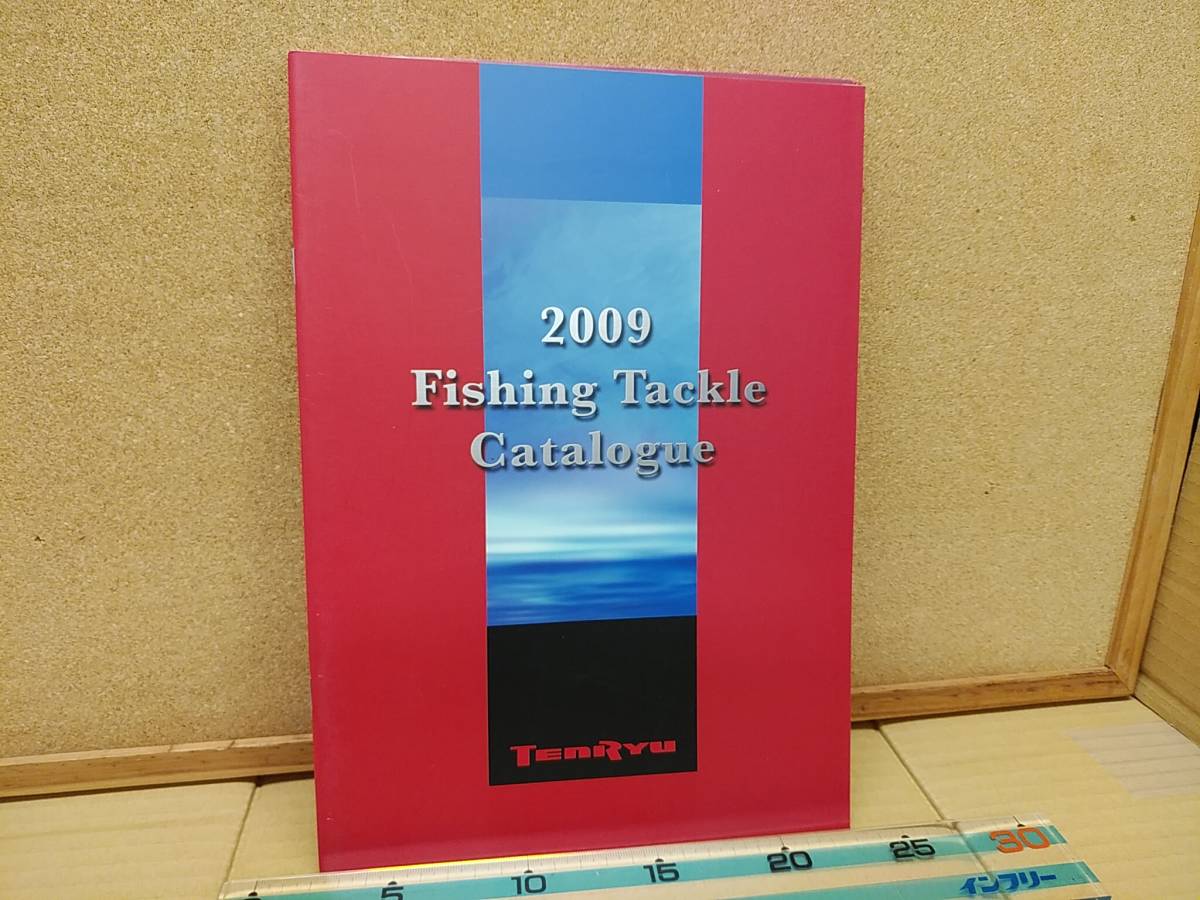 2009
Fishing Tackle
Catalogue
TENRYU
5 10 15 20 25 30
インフリー